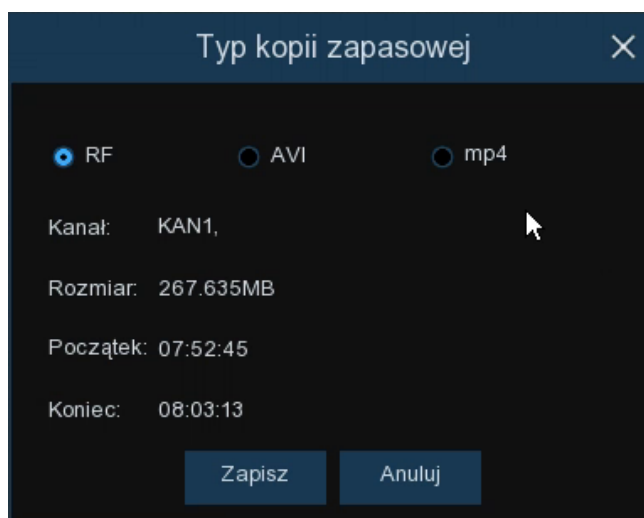 Typ kopii zapasowej
RF AVI mp4
Kanał: KAN1,
Rozmiar: 267.635MB
Początek: 07:52:45
Koniec: 08:03:13
Zapisz Anuluj